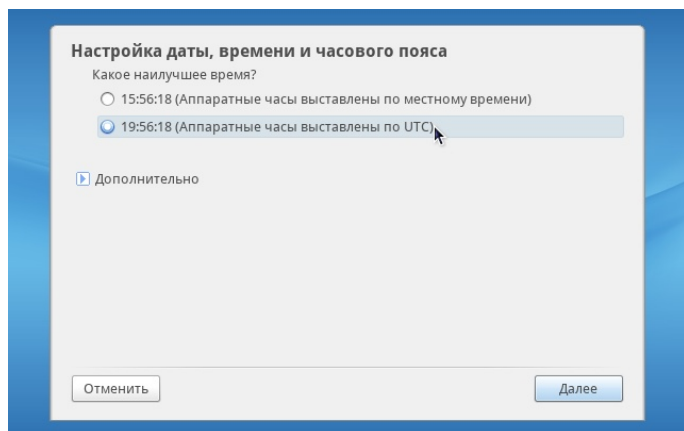 Настройка даты, времени и часового пояса
Какое наилучшее время?
15:56:18 (Аппаратные часы выставлены по местному времени)
19:56:18 (Аппаратные часы выставлены по UTC)
Дополнительно
Отменить
Далее